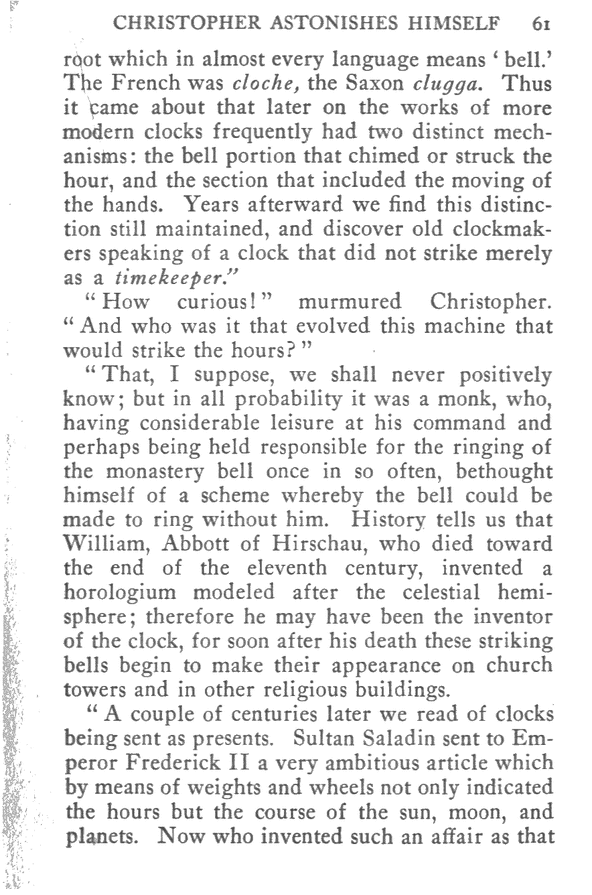 CHRISTOPHER ASTONISHES HIMSELF 61
root which in almost every language means ‘ bell.’
The French was cloche, the Saxon clugga. Thus
it came about that later on the works of more
modern clocks frequently had two distinct mech-
anisms: the bell portion that chimed or struck the
hour, and the section that included the moving of
the hands. Years afterward we find this distinc-
tion still maintained, and discover old clockmak-
ers speaking of a clock that did not strike merely
as a timekeeper.”
“ How curious! ” murmured Christopher.
“ And who was it that evolved this machine that
would strike the hours? ”
“ That, I suppose, we shall never positively
know; but in all probability it was a monk, who,
having considerable leisure at his command and
perhaps being held responsible for the ringing of
the monastery bell once in so often, bethought
himself of a scheme whereby the bell could be
made to ring without him. History tells us that
William, Abbott of Hirschau, who died toward
the end of the eleventh century, invented a
horologium modeled after the celestial hemi-
sphere; therefore he may have been the inventor
of the clock, for soon after his death these striking
bells begin to make their appearance on church
towers and in other religious buildings.
“ A couple of centuries later we read of clocks
being sent as presents. Sultan Saladin sent to Em-
peror Frederick II a very ambitious article which
by means of weights and wheels not only indicated
the hours but the course of the sun, moon, and
planets. Now who invented such an affair as that